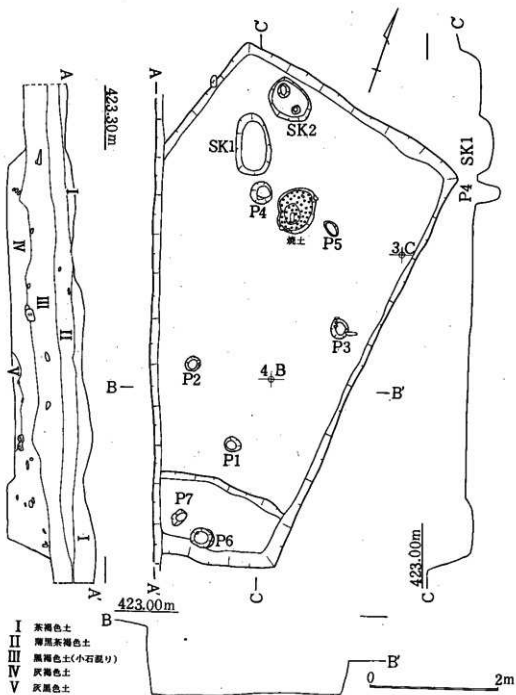 A
A
C'
C'
423.30m
SK2
SK1
SK1
P4
P4
焼土
P5
3 C
I
IV
III
II
P3
V
P2
4 B
B
B'
P1
P7
P6
I
A'
A'
C
423.00m
C
423.00m
B
B'
I 茶褐色土
II 薄黒茶褐色土
III 黒褐色土(小石混り)
IV 灰褐色土
V 灰黒色土
0 2m